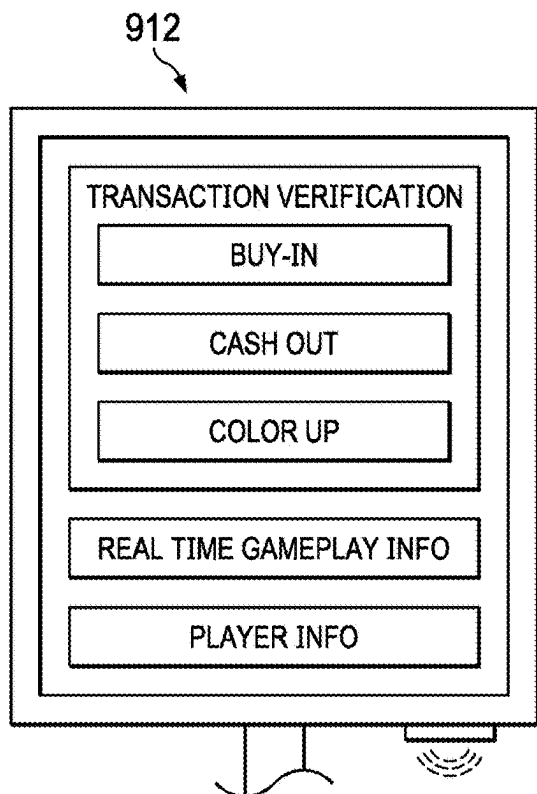 912
TRANSACTION VERIFICATION
BUY-IN
CASH OUT
COLOR UP
REAL TIME GAMEPLAY INFO
PLAYER INFO